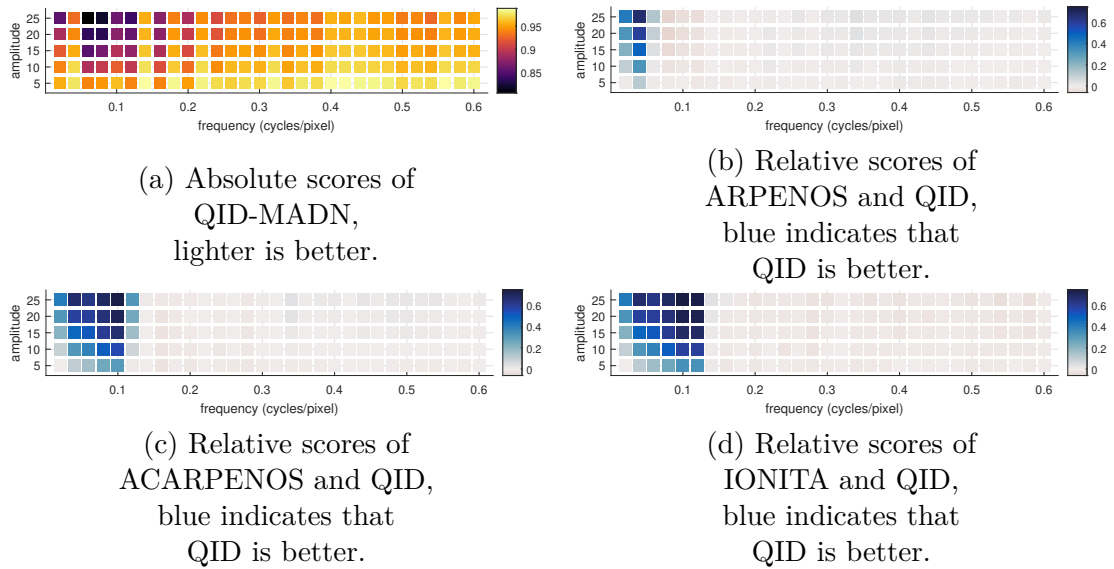 25
20
15
10
5
amplitude
0.1 0.2 0.3 0.4 0.5 0.6
frequency (cycles/pixel)
0.95
0.9
0.85
(a) Absolute scores of
QID-MADN,
lighter is better.
25
20
15
10
5
amplitude
0.1 0.2 0.3 0.4 0.5 0.6
frequency (cycles/pixel)
0.6
0.4
0.2
0
(b) Relative scores of
ARPENOS and QID,
blue indicates that
QID is better.
25
20
15
10
5
amplitude
0.1 0.2 0.3 0.4 0.5 0.6
frequency (cycles/pixel)
0.6
0.4
0.2
0
(c) Relative scores of
ACARPENOS and QID,
blue indicates that
QID is better.
25
20
15
10
5
amplitude
0.1 0.2 0.3 0.4 0.5 0.6
frequency (cycles/pixel)
0.6
0.4
0.2
0
(d) Relative scores of
IONITA and QID,
blue indicates that
QID is better.